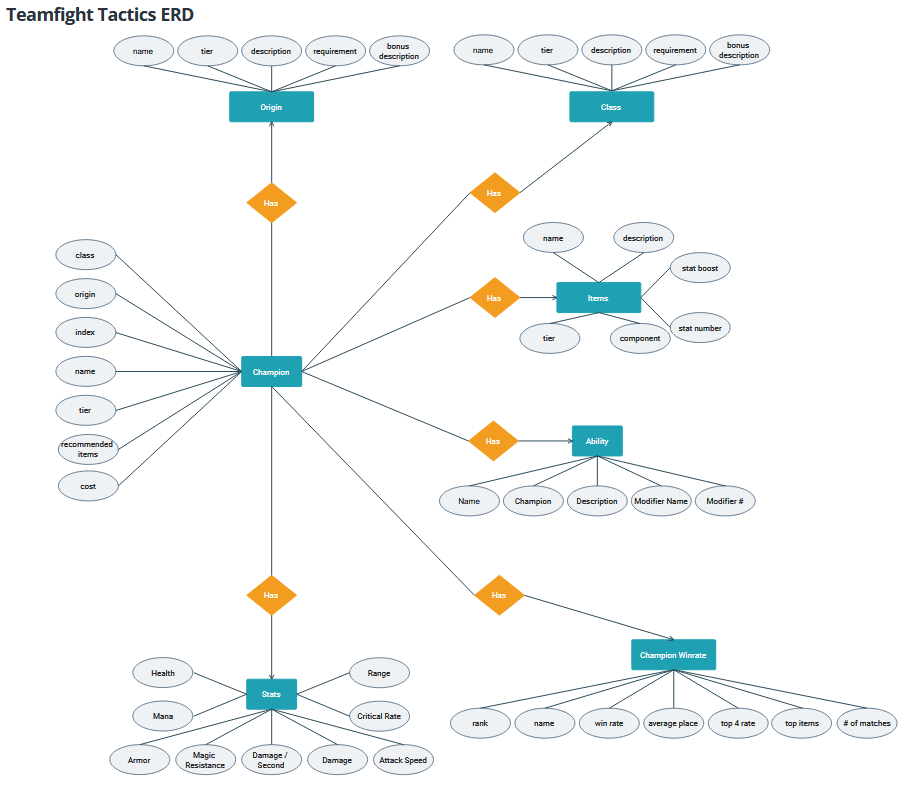 Teamfight Tactics ERD
name
tier
description
requirement
bonus
description
name
tier
description
requirement
bonus
description
Origin
Class
Has
Has
name
description
class
stat boost
origin
Has
Items
index
stat number
tier
component
name
Champion
tier
recommended
items
Has
Ability
cost
Name
Champion
Description
Modifier Name
Modifier #
Has
Has
Champion Winrate
Health
Range
Stats
Mana
Critical Rate
rank
name
win rate
average place
top 4 rate
top items
# of matches
Armor
Magic
Resistance
Damage /
Second
Damage
Attack Speed